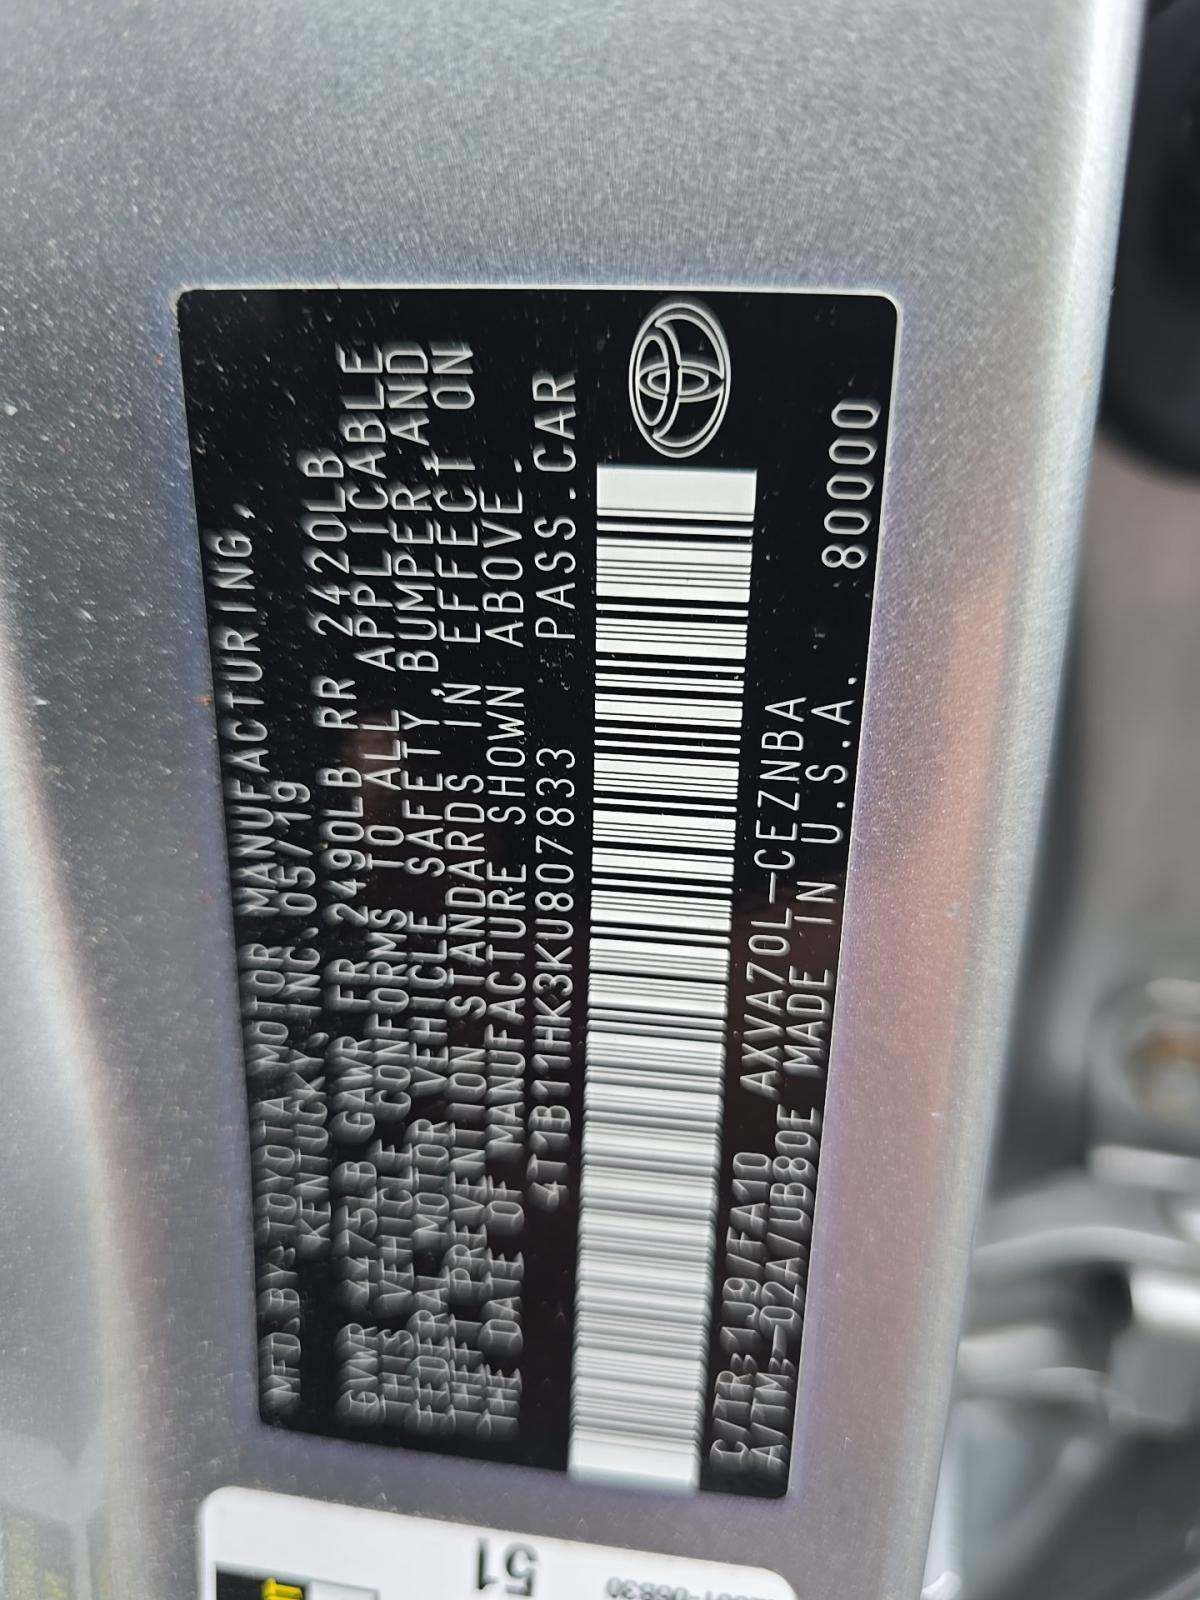 MFD.BY:TOYOTA MOTOR MANUFACTURING,
KENTUCKY, INC. 05/19
GVWR 4475LB GAWR FR 2490LB RR 2420LB
THIS VEHICLE CONFORMS TO ALL APPLICABLE
FEDERAL MOTOR VEHICLE SAFETY, BUMPER AND
THEFT PREVENTION STANDARDS IN EFFECT ON
THE DATE OF MANUFACTURE SHOWN ABOVE.
4T1B11HK3KU807833 PASS.CAR
C/TR:1J9/FA10 AXVA70L-CEZNBA
A/TM:-02A/UB80E MADE IN U.S.A. 80000
51